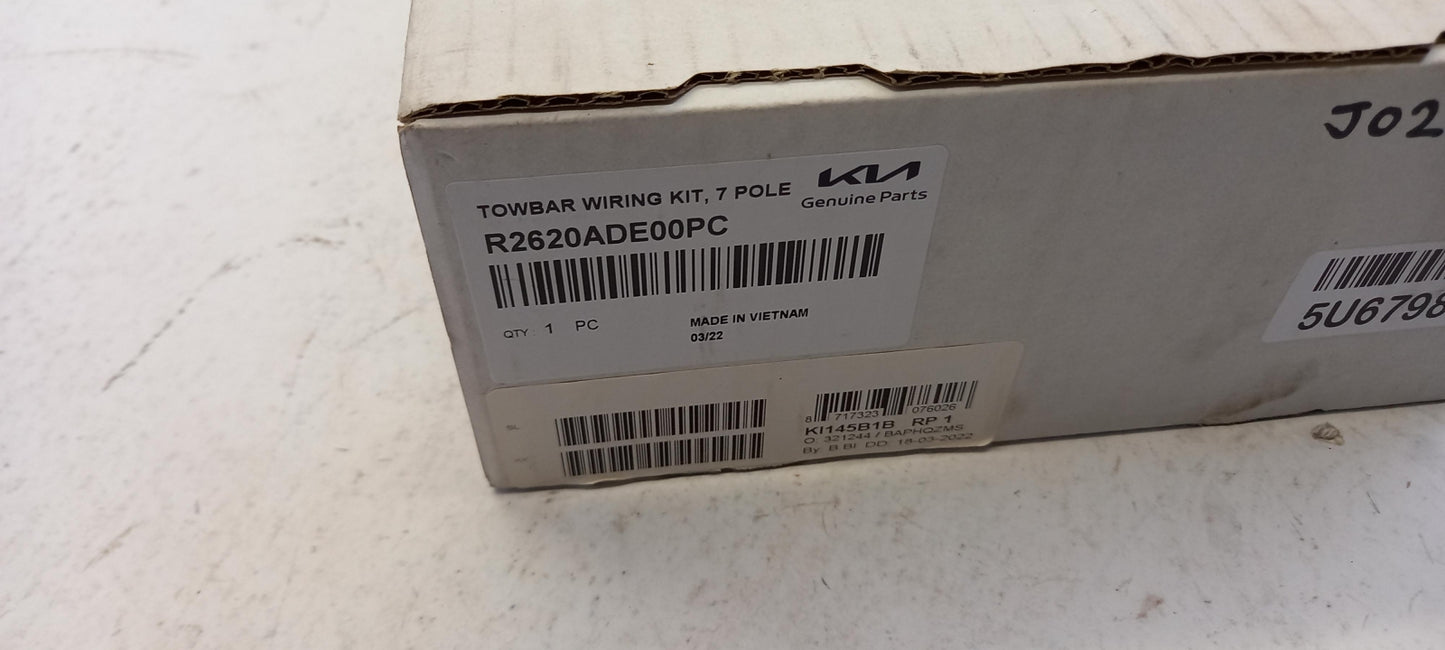 J02
TOWBAR WIRING KIT, 7 POLE
KIA
Genuine Parts
R2620ADE00PC
QTY : 1 PC
MADE IN VIETNAM
03/22
5U6798
SL
8 717323 076026
KI145B1B RP 1
O: 321244 / BAPHQZMS
By: B.BI DD: 18-03-2022